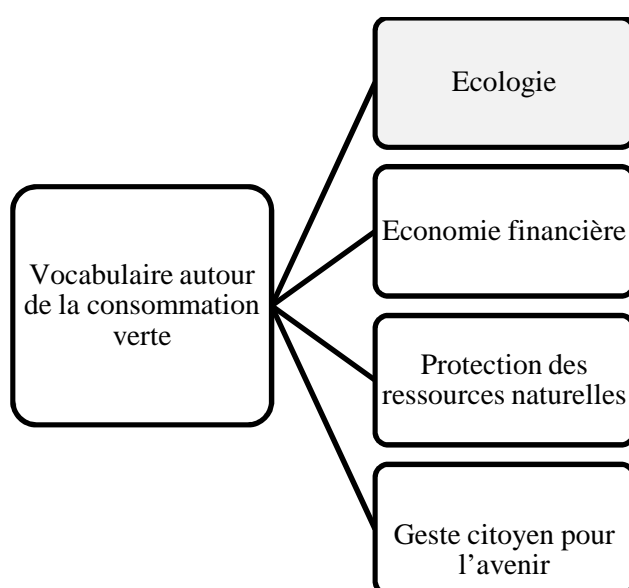 Vocabulaire autour
de la consommation
verte
Ecologie
Economie financière
Protection des
ressources naturelles
Geste citoyen pour
l’avenir